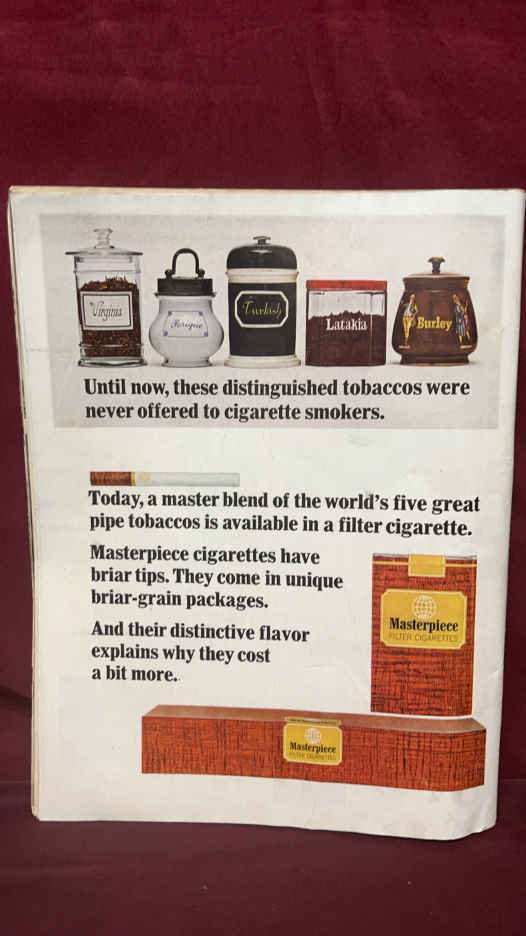 Virginia
Perique
Turkish
Latakia
Burley
Until now, these distinguished tobaccos were
never offered to cigarette smokers.
Today, a master blend of the world's five great
pipe tobaccos is available in a filter cigarette.
Masterpiece cigarettes have
briar tips. They come in unique
briar-grain packages.
And their distinctive flavor
explains why they cost
a bit more.
Masterpiece
FILTER CIGARETTES
Masterpiece
FILTER CIGARETTES